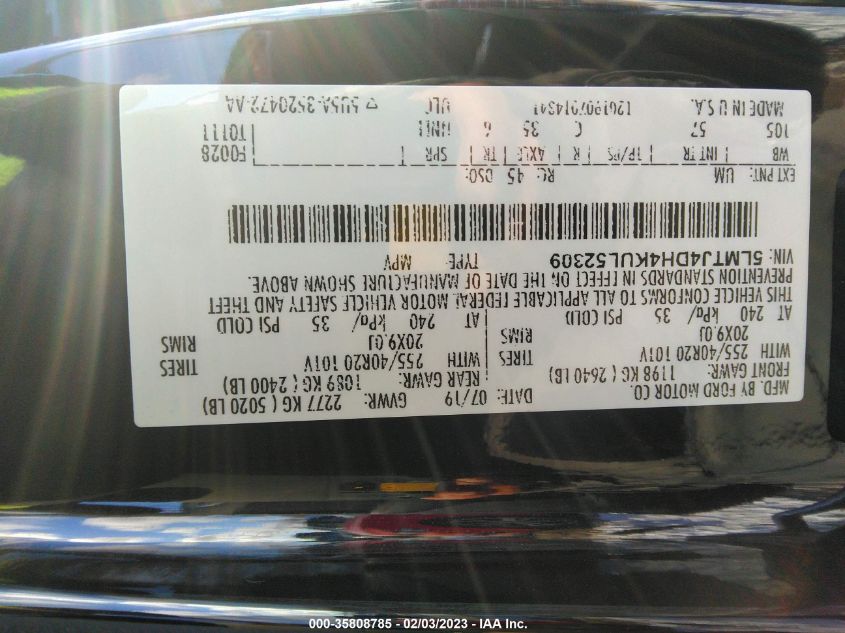 MFD. BY FORD MOTOR CO.
DATE: 07/19 GVWR: 2277 KG ( 5020 LB)
FRONT GAWR: 1198 KG ( 2640 LB) REAR GAWR: 1089 KG ( 2400 LB)
WITH 255/40R20 101V TIRES WITH 255/40R20 101V TIRES
20X9.0J RIMS 20X9.0J RIMS
AT 240 kPa/ 35 PSI COLD AT 240 kPa/ 35 PSI COLD
THIS VEHICLE CONFORMS TO ALL APPLICABLE FEDERAL MOTOR VEHICLE SAFETY AND THEFT
PREVENTION STANDARDS IN EFFECT ON THE DATE OF MANUFACTURE SHOWN ABOVE.
VIN: 5LMTJ4DH4KUL52309 TYPE: MPV
EXT PNT: UM RC: 45 DSO:
WB INT TR TP/PS R AXLE TR SPR F0028
105 57 C 35 6 T0111
MADE IN U.S.A. ULC 5U5A-3520472-AA
000-35808785 - 02/03/2023 - IAA Inc.